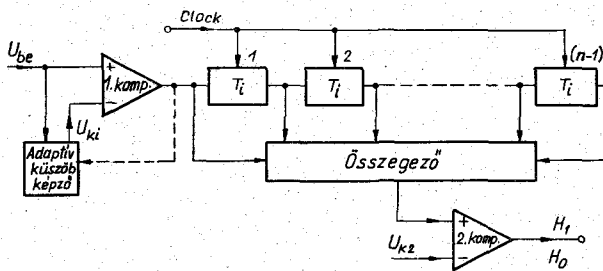 Clock
U_be
1
2
(n-1)
+
1. komp.
−
T_i
T_i
T_i
U_ki
Adaptív
küszöb
képző
Összegező
+
2. komp.
−
U_K2
H_1
H_0